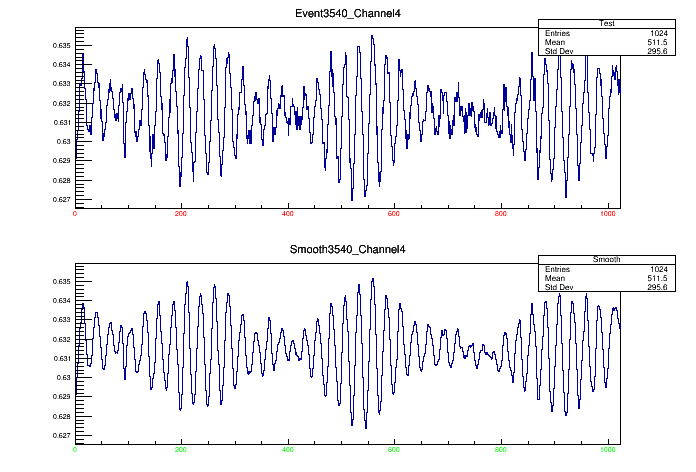 Event3540_Channel4
Test
Entries 1024
Mean 511.5
Std Dev 295.6
0.635
0.634
0.633
0.632
0.631
0.63
0.629
0.628
0.627
0 200 400 600 800 1000
Smooth3540_Channel4
Smooth
Entries 1024
Mean 511.5
Std Dev 295.6
0.635
0.634
0.633
0.632
0.631
0.63
0.629
0.628
0.627
0 200 400 600 800 1000